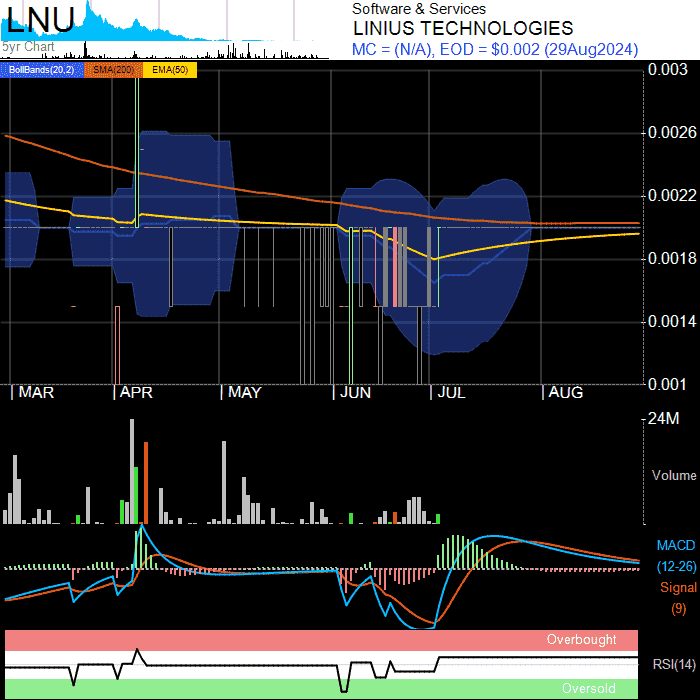 LNU
5yr Chart
Software & Services
LINIUS TECHNOLOGIES
MC = (N/A), EOD = $0.002 (29Aug2024)
BollBands(20,2) SMA(200) EMA(50)
0.003
0.0026
0.0022
0.0018
0.0014
0.001
MAR APR MAY JUN JUL AUG
24M
Volume
MACD
(12-26)
Signal
(9)
Overbought
RSI(14)
Oversold